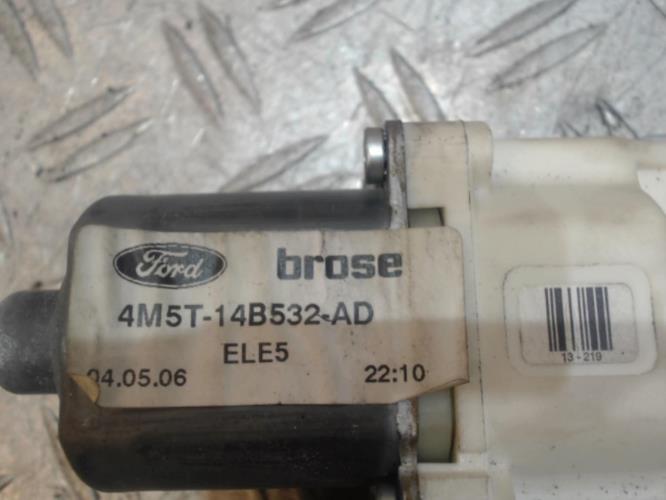 Ford brose
4M5T-14B532-AD
ELE5
04.05.06 22:10
13-219